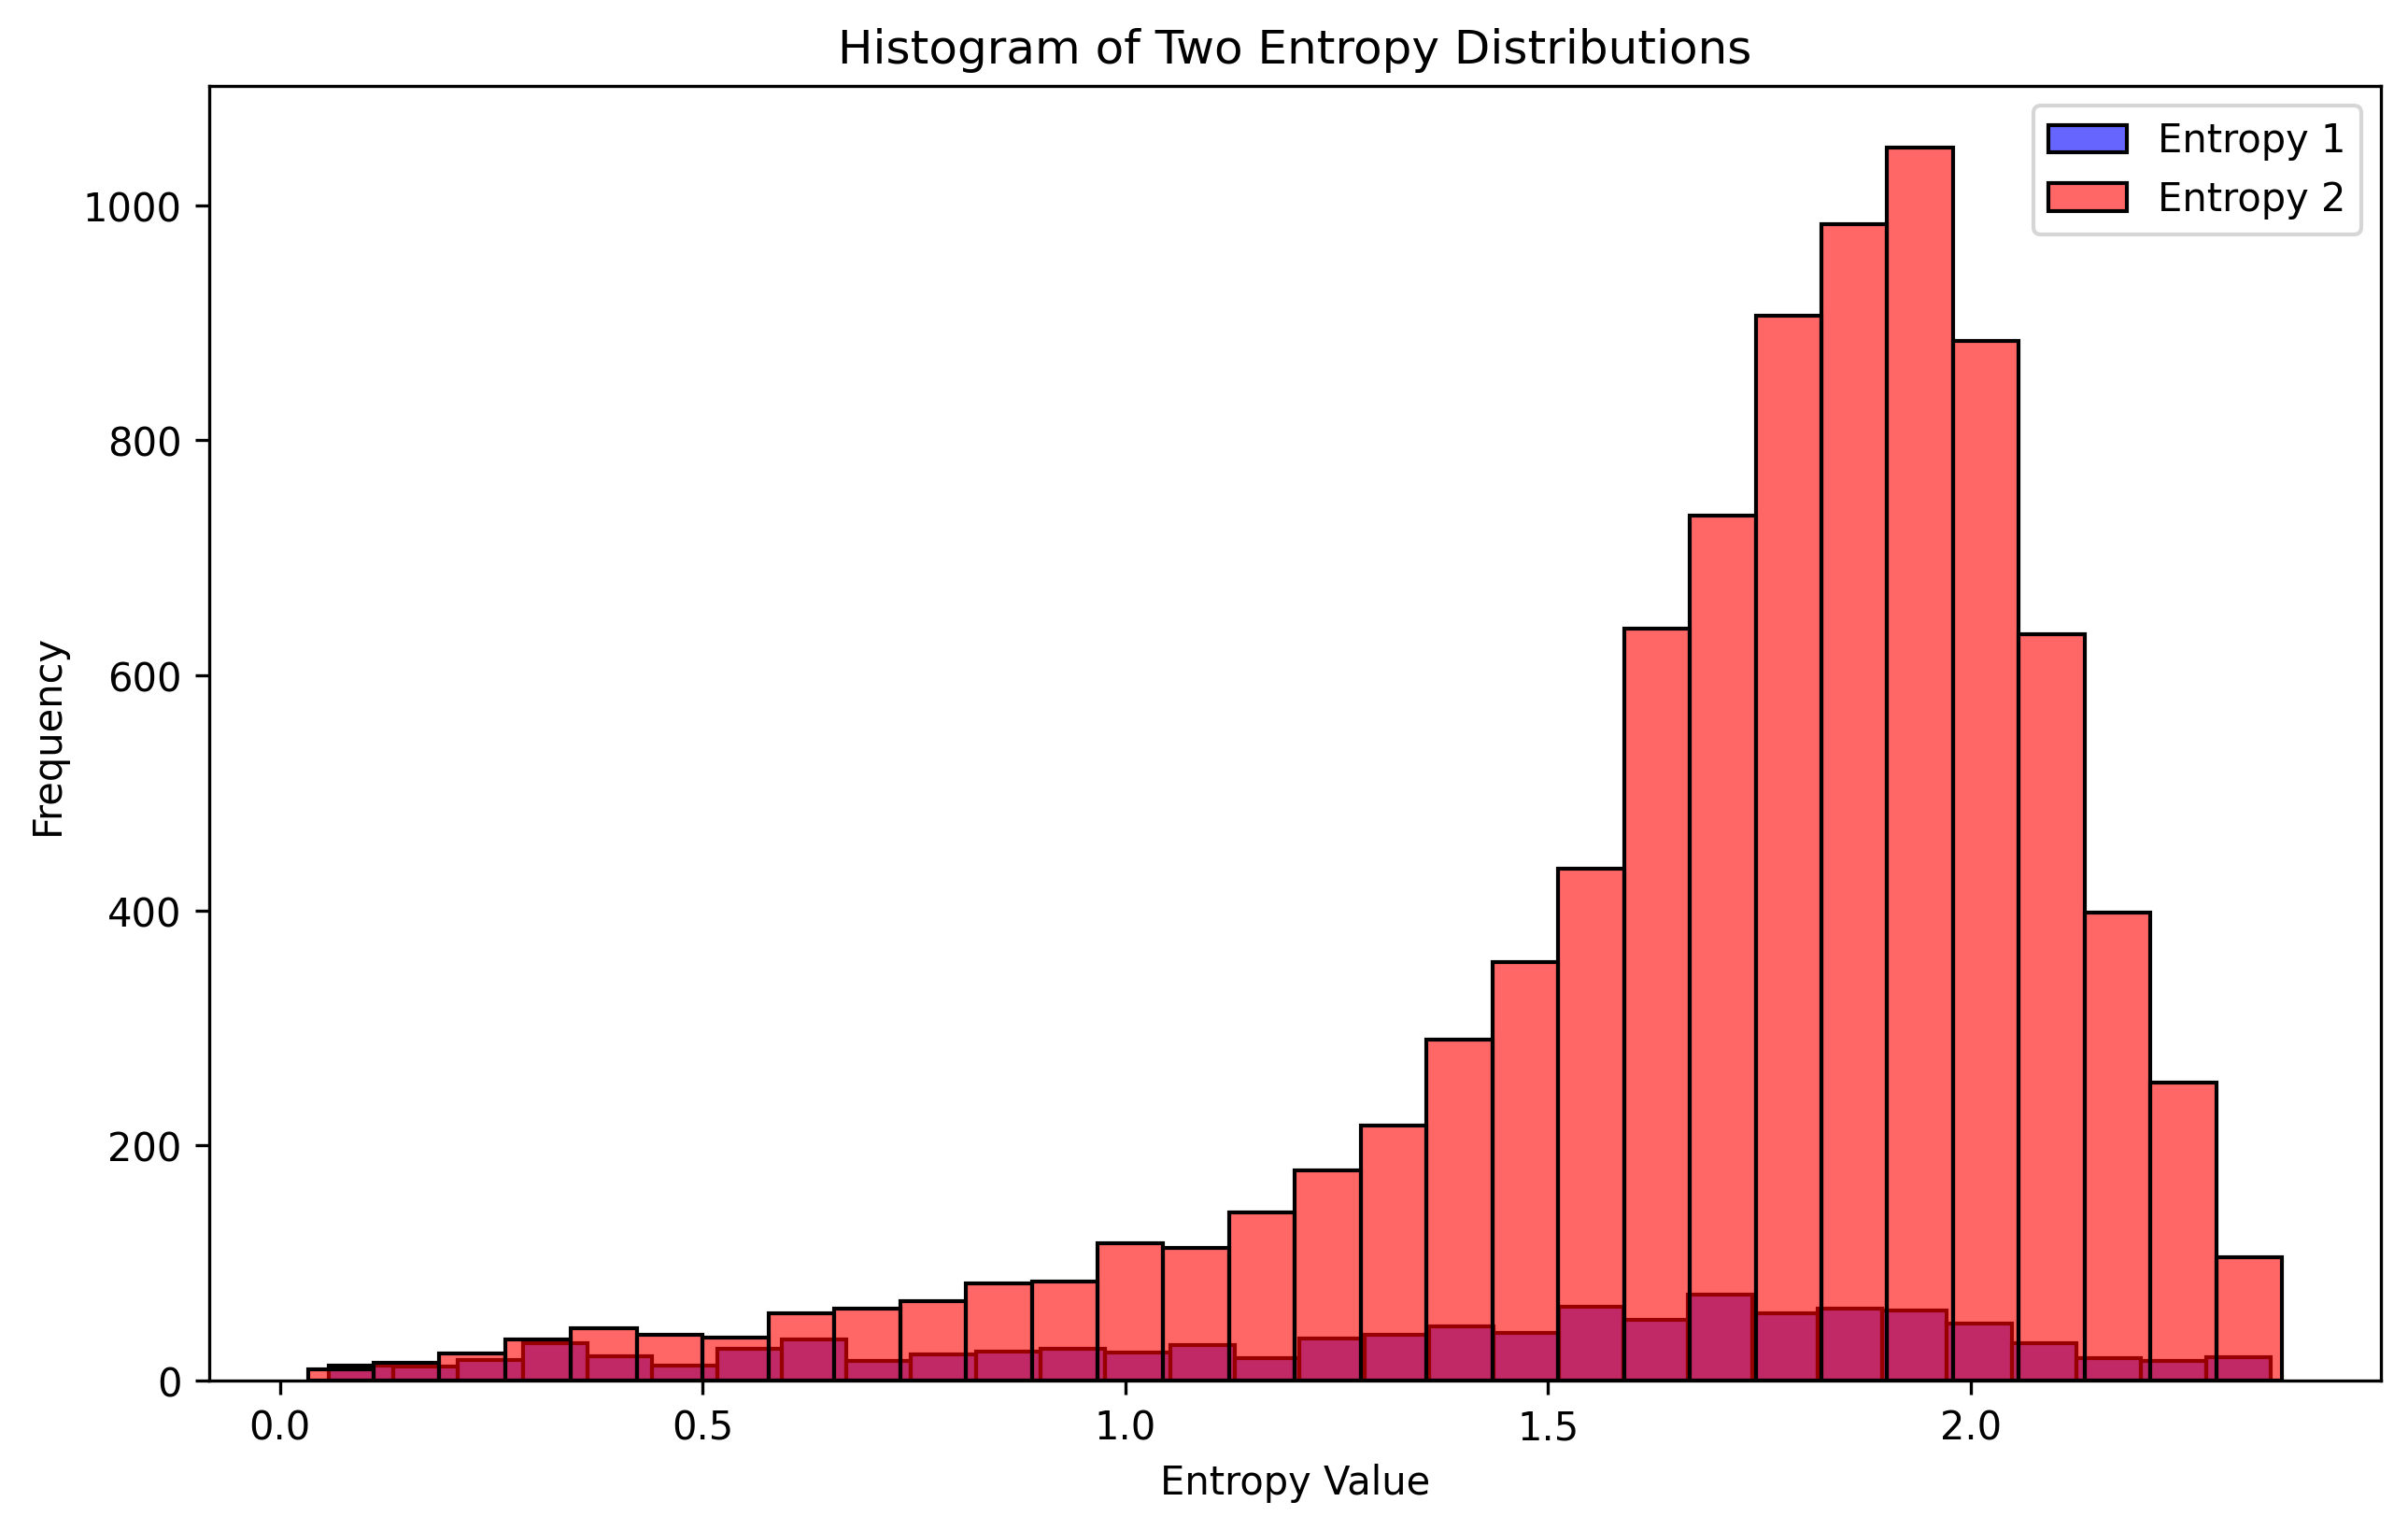 Histogram of Two Entropy Distributions
Entropy 1
Entropy 2
Frequency
1000
800
600
400
200
0
0.0 0.5 1.0 1.5 2.0
Entropy Value